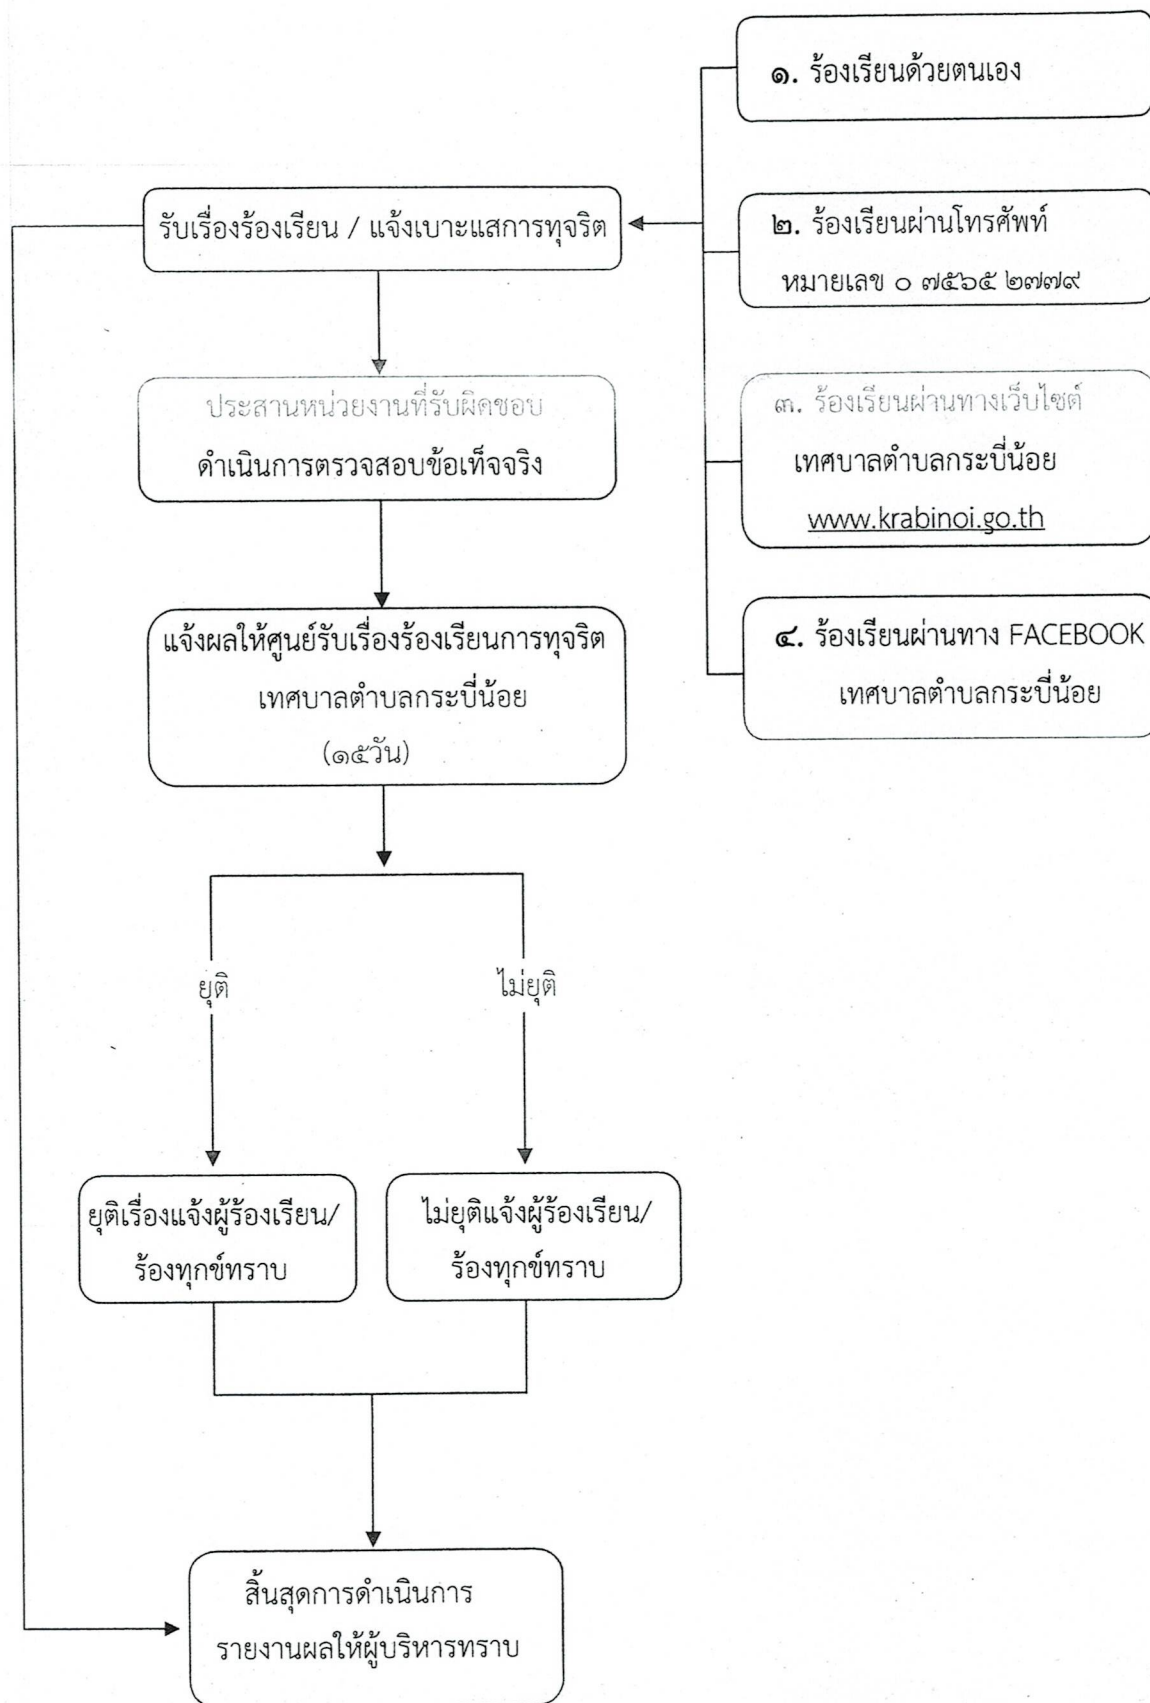 ๑. ร้องเรียนด้วยตนเอง
รับเรื่องร้องเรียน / แจ้งเบาะแสการทุจริต
๒. ร้องเรียนผ่านโทรศัพท์
หมายเลข ๐ ๗๕๖๕ ๒๗๗๙
ประสานหน่วยงานที่รับผิดชอบ
ดำเนินการตรวจสอบข้อเท็จจริง
๓. ร้องเรียนผ่านทางเว็บไซต์
เทศบาลตำบลกระบี่น้อย
www.krabinoi.go.th
แจ้งผลให้ศูนย์รับเรื่องร้องเรียนการทุจริต
เทศบาลตำบลกระบี่น้อย
(๑๕วัน)
๔. ร้องเรียนผ่านทาง FACEBOOK
เทศบาลตำบลกระบี่น้อย
ยุติ
ไม่ยุติ
ยุติเรื่องแจ้งผู้ร้องเรียน/
ร้องทุกข์ทราบ
ไม่ยุติแจ้งผู้ร้องเรียน/
ร้องทุกข์ทราบ
สิ้นสุดการดำเนินการ
รายงานผลให้ผู้บริหารทราบ